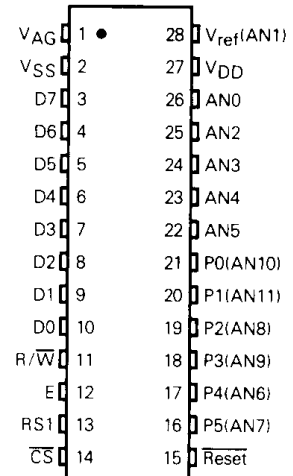 VAG 1 28 Vref(AN1)
VSS 2 27 VDD
D7 3 26 AN0
D6 4 25 AN2
D5 5 24 AN3
D4 6 23 AN4
D3 7 22 AN5
D2 8 21 P0(AN10)
D1 9 20 P1(AN11)
D0 10 19 P2(AN8)
R/W̅ 11 18 P3(AN9)
E 12 17 P4(AN6)
RS1 13 16 P5(AN7)
C̅S̅ 14 15 R̅e̅s̅e̅t̅